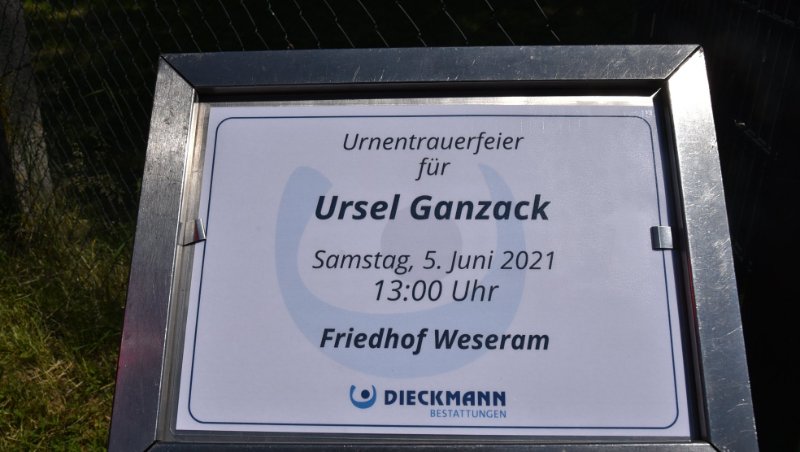 Urnentrauerfeier
für
Ursel Ganzack
Samstag, 5. Juni 2021
13:00 Uhr
Friedhof Weseram
DIECKMANN
BESTATTUNGEN